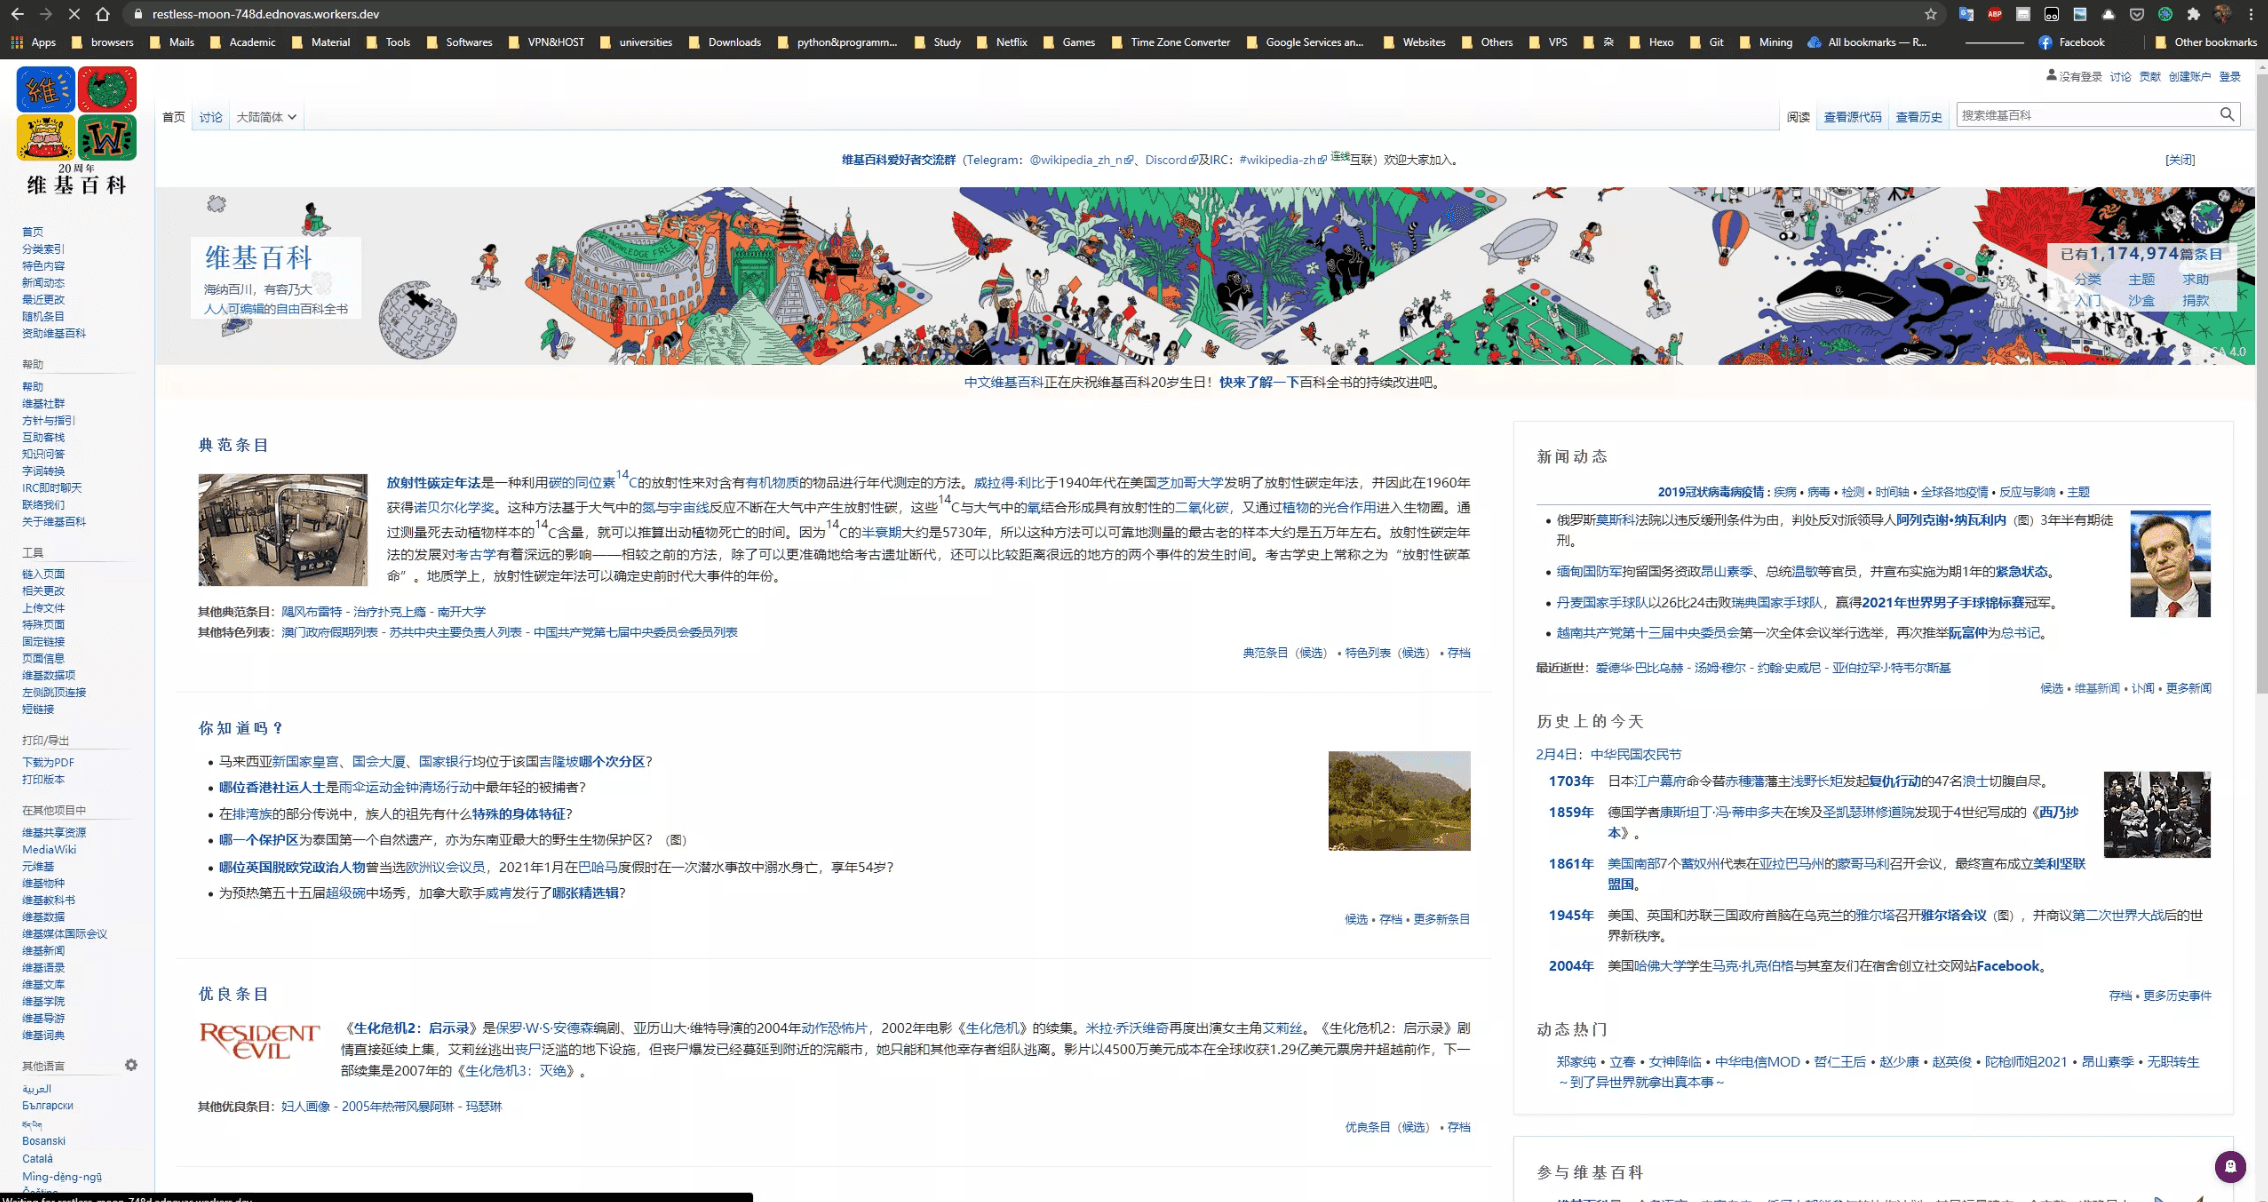 restless-moon-748d.ednovas.workers.dev
Apps browsers Mails Academic Material Tools Softwares VPN&HOST universities Downloads python&programm... Study Netflix Games Time Zone Converter Google Services an... Websites Others VPS 杂 Hexo Git Mining All bookmarks — R... Facebook Other bookmarks
没有登录 讨论 贡献 创建账户 登录
首页 讨论 大陆简体 阅读 查看源代码 查看历史 搜索维基百科
20周年
维基百科
首页
分类索引
特色内容
新闻动态
最近更改
随机条目
资助维基百科
帮助
帮助
维基社群
方针与指引
互助客栈
知识问答
字词转换
IRC即时聊天
联络我们
关于维基百科
工具
链入页面
相关更改
上传文件
特殊页面
固定链接
页面信息
维基数据项
左侧跳顶连接
短链接
打印/导出
下载为PDF
打印版本
在其他项目中
维基共享资源
MediaWiki
元维基
维基物种
维基教科书
维基数据
维基媒体国际会议
维基新闻
维基语录
维基文库
维基学院
维基导游
维基词典
其他语言
العربية
Български
Bosanski
Català
Mìng-dĕng-ngṳ̄
Čeština
维基百科爱好者交流群（Telegram：@wikipedia_zh_n、Discord及IRC：#wikipedia-zh 连线互联）欢迎大家加入。
[关闭]
维基百科
海纳百川，有容乃大
人人可编辑的自由百科全书
已有1,174,974篇条目
分类 主题 求助
入门 沙盒 捐款
中文维基百科正在庆祝维基百科20岁生日！快来了解一下百科全书的持续改进吧。
典范条目
放射性碳定年法是一种利用碳的同位素14C的放射性来对含有有机物质的物品进行年代测定的方法。威拉得·利比于1940年代在美国芝加哥大学发明了放射性碳定年法，并因此在1960年
获得诺贝尔化学奖。这种方法基于大气中的氮与宇宙线反应不断在大气中产生放射性碳，这些14C与大气中的氧结合形成具有放射性的二氧化碳，又通过植物的光合作用进入生物圈。通
过测量死去动植物样本的14C含量，就可以推算出动植物死亡的时间。因为14C的半衰期大约是5730年，所以这种方法可以可靠地测量的最古老的样本大约是五万年左右。放射性碳定年
法的发展对考古学有着深远的影响——相较之前的方法，除了可以更准确地给考古遗址断代，还可以比较距离很远的地方的两个事件的发生时间。考古学史上常称之为“放射性碳革
命”。地质学上，放射性碳定年法可以确定史前时代大事件的年份。
其他典范条目：飓风布雷特 - 治疗扑克上瘾 - 南开大学
其他特色列表：澳门政府假期列表 - 苏共中央主要负责人列表 - 中国共产党第七届中央委员会委员列表
典范条目（候选） • 特色列表（候选） • 存档
你知道吗？
马来西亚新国家皇宫、国会大厦、国家银行均位于该国吉隆坡哪个次分区？
哪位香港社运人士是雨伞运动金钟清场行动中最年轻的被捕者？
在排湾族的部分传说中，族人的祖先有什么特殊的身体特征？
哪一个保护区为泰国第一个自然遗产，亦为东南亚最大的野生生物保护区？（图）
哪位英国脱欧党政治人物曾当选欧洲议会议员，2021年1月在巴哈马度假时在一次潜水事故中溺水身亡，享年54岁？
为预热第五十五届超级碗中场秀，加拿大歌手威肯发行了哪张精选辑？
候选 • 存档 • 更多新条目
优良条目
RESIDENT EVIL
《生化危机2：启示录》是保罗·W·S·安德森编剧、亚历山大·维特导演的2004年动作恐怖片，2002年电影《生化危机》的续集。米拉·乔沃维奇再度出演女主角艾莉丝。《生化危机2：启示录》剧
情直接延续上集，艾莉丝逃出丧尸泛滥的地下设施，但丧尸爆发已经蔓延到附近的浣熊市，她只能和其他幸存者组队逃离。影片以4500万美元成本在全球收获1.29亿美元票房并超越前作，下一
部续集是2007年的《生化危机3：灭绝》。
其他优良条目：妇人画像 - 2005年热带风暴阿琳 - 玛瑟琳
优良条目（候选） • 存档
新闻动态
2019冠状病毒病疫情：疾病 • 病毒 • 检测 • 时间轴 • 全球各地疫情 • 反应与影响 • 主题
俄罗斯莫斯科法院以违反缓刑条件为由，判处反对派领导人阿列克谢·纳瓦利内（图）3年半有期徒
刑。
缅甸国防军拘留国务资政昂山素季、总统温敏等官员，并宣布实施为期1年的紧急状态。
丹麦国家手球队以26比24击败瑞典国家手球队，赢得2021年世界男子手球锦标赛冠军。
越南共产党第十三届中央委员会第一次全体会议举行选举，再次推举阮富仲为总书记。
最近逝世：爱德华·巴比乌赫 - 汤姆·穆尔 - 约翰·史威尼 - 亚伯拉罕·J·特韦尔斯基
候选 • 维基新闻 • 讣闻 • 更多新闻
历史上的今天
2月4日：中华民国农民节
1703年 日本江户幕府命令替赤穗藩藩主浅野长矩发起复仇行动的47名浪士切腹自尽。
1859年 德国学者康斯坦丁·冯·蒂申多夫在埃及圣凯瑟琳修道院发现于4世纪写成的《西乃抄
本》。
1861年 美国南部7个蓄奴州代表在亚拉巴马州的蒙哥马利召开会议，最终宣布成立美利坚联
盟国。
1945年 美国、英国和苏联三国政府首脑在乌克兰的雅尔塔召开雅尔塔会议（图），并商议第二次世界大战后的世
界新秩序。
2004年 美国哈佛大学学生马克·扎克伯格与其室友们在宿舍创立社交网站Facebook。
存档 • 更多历史事件
动态热门
郑家纯 • 立春 • 女神降临 • 中华电信MOD • 哲仁王后 • 赵少康 • 赵英俊 • 陀枪师姐2021 • 昂山素季 • 无职转生
～到了异世界就拿出真本事～
参与维基百科